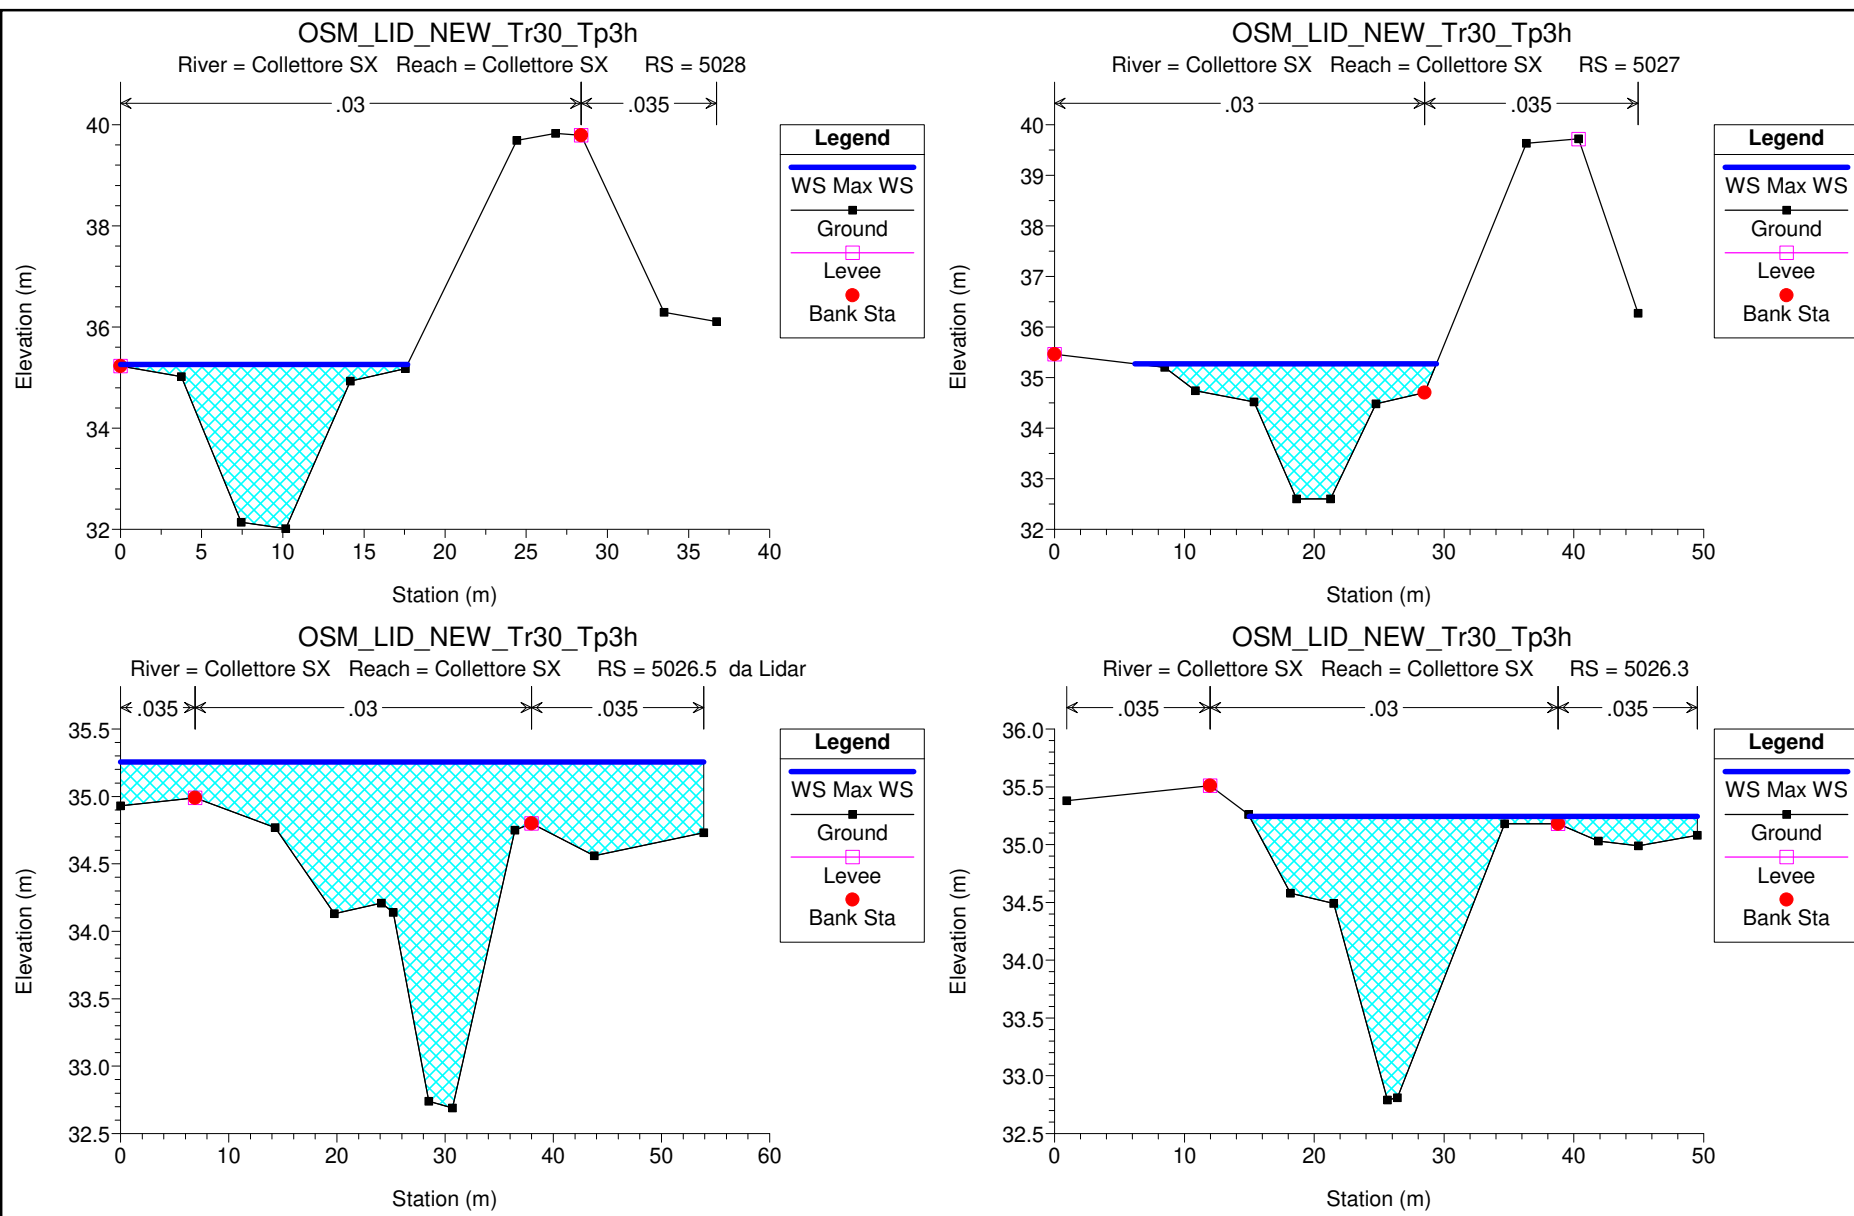 OSM_LID_NEW_Tr30_Tp3h
River = Collettore SX Reach = Collettore SX RS = 5028
.03 .035
40
38
36
34
32
Elevation (m)
0 5 10 15 20 25 30 35 40
Station (m)
Legend
WS Max WS
Ground
Levee
Bank Sta
OSM_LID_NEW_Tr30_Tp3h
River = Collettore SX Reach = Collettore SX RS = 5027
.03 .035
40
39
38
37
36
35
34
33
32
Elevation (m)
0 10 20 30 40 50
Station (m)
Legend
WS Max WS
Ground
Levee
Bank Sta
OSM_LID_NEW_Tr30_Tp3h
River = Collettore SX Reach = Collettore SX RS = 5026.5 da Lidar
.035 .03 .035
35.5
35.0
34.5
34.0
33.5
33.0
32.5
Elevation (m)
0 10 20 30 40 50 60
Station (m)
Legend
WS Max WS
Ground
Levee
Bank Sta
OSM_LID_NEW_Tr30_Tp3h
River = Collettore SX Reach = Collettore SX RS = 5026.3
.035 .03 .035
36.0
35.5
35.0
34.5
34.0
33.5
33.0
32.5
Elevation (m)
0 10 20 30 40 50
Station (m)
Legend
WS Max WS
Ground
Levee
Bank Sta